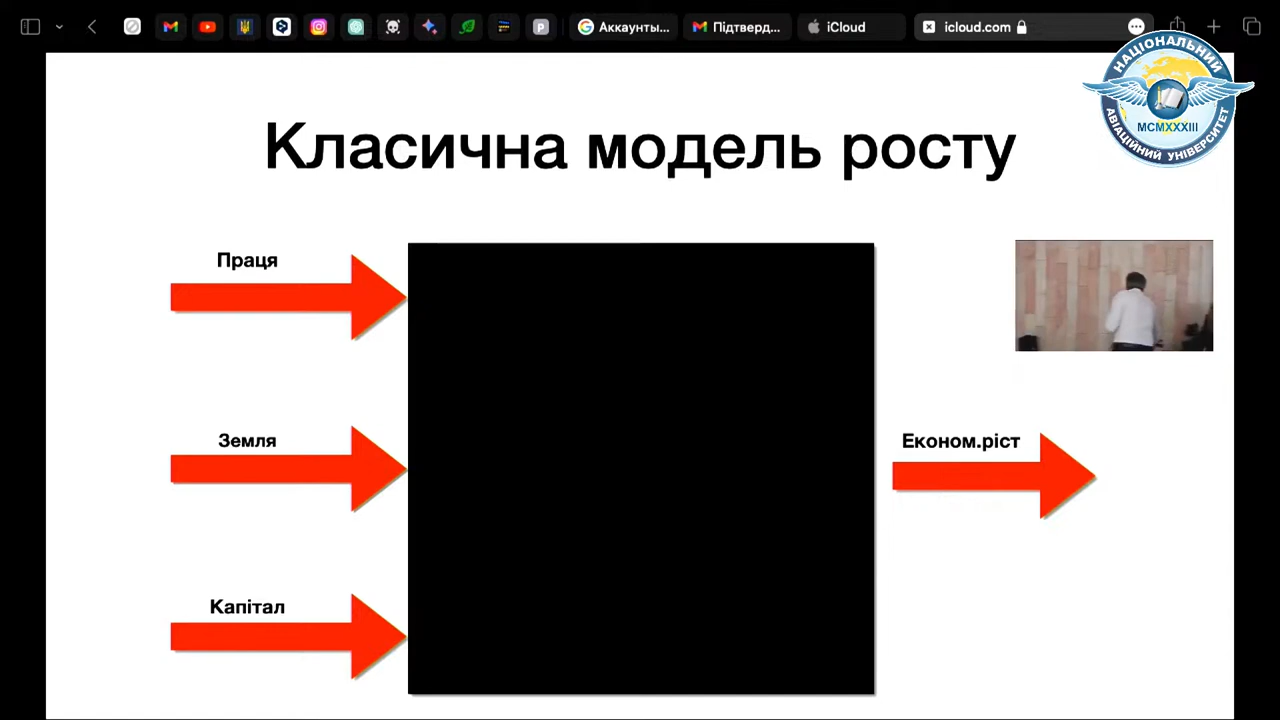 Аккаунты...
Підтверд...
iCloud
icloud.com
НАЦІОНАЛЬНИЙ
MCMXXXIII
АВІАЦІЙНИЙ УНІВЕРСИТЕТ
Класична модель росту
Праця
Земля
Економ.ріст
Капітал